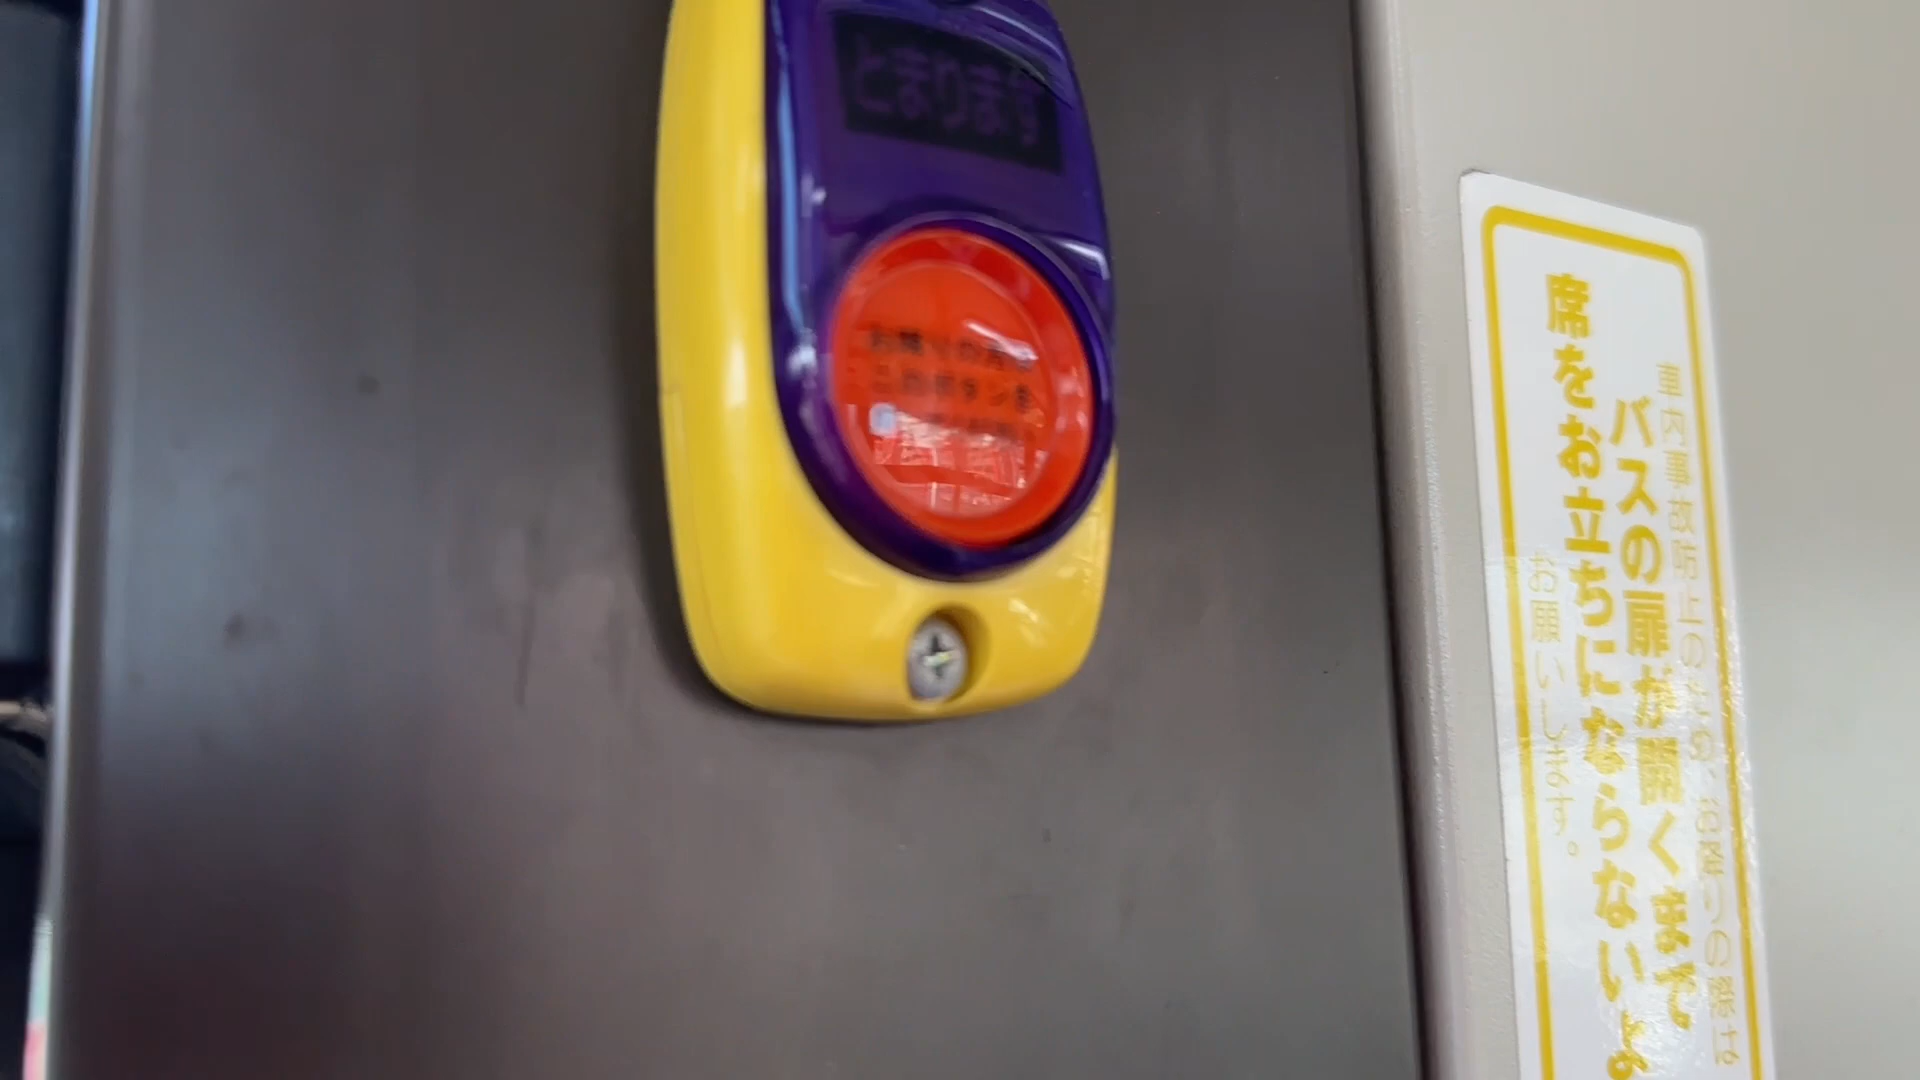 とまります
お降りの方は
このボタンを
車内事故防止のため、お降りの際は
バスの扉が開くまで
席をお立ちにならないよ
お願いします。